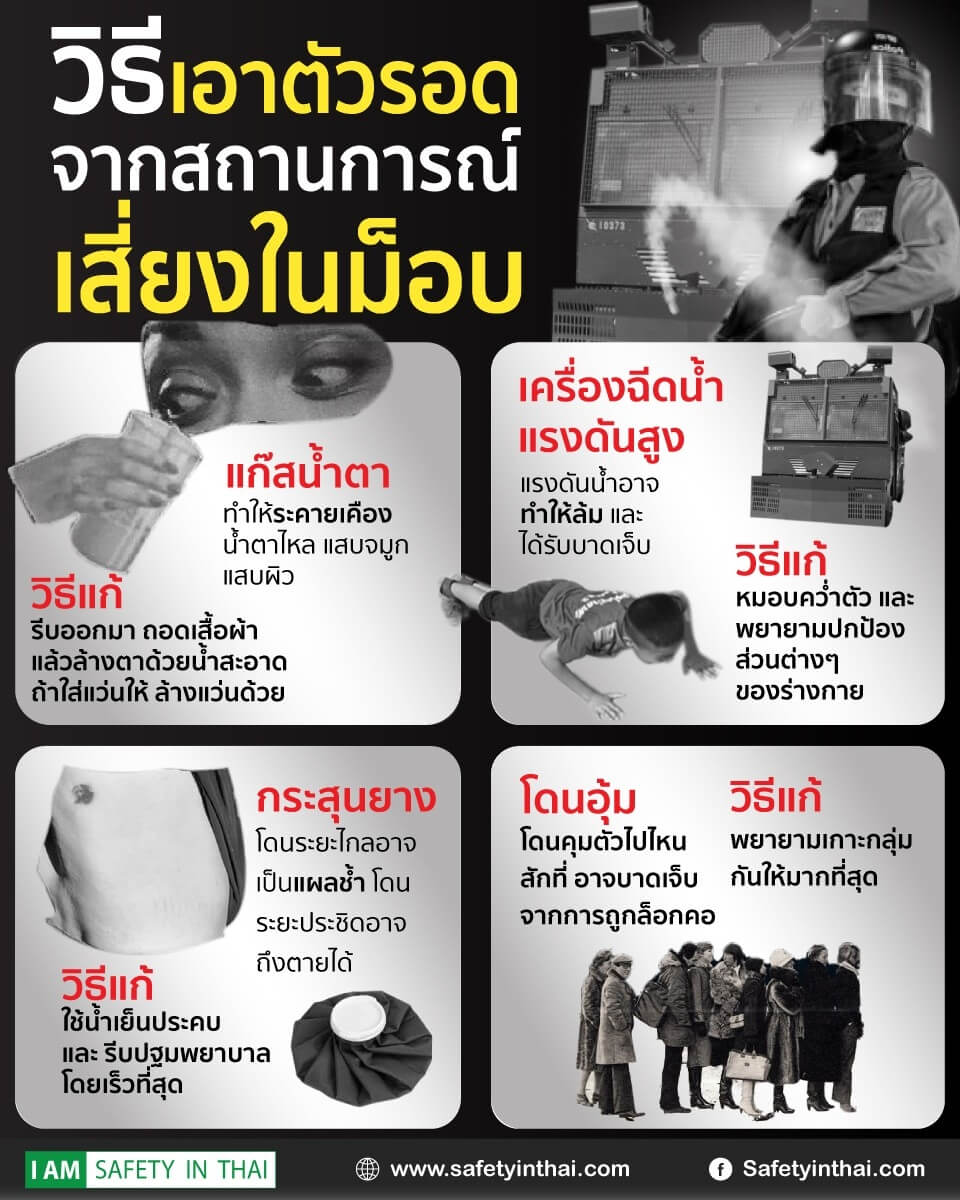 วิธีเอาตัวรอด
จากสถานการณ์
เสี่ยงในม็อบ
Police
10373
แก๊สน้ำตา
ทำให้ระคายเคือง
น้ำตาไหล แสบจมูก
แสบผิว
วิธีแก้
รีบออกมา ถอดเสื้อผ้า
แล้วล้างตาด้วยน้ำสะอาด
ถ้าใส่แว่นให้ ล้างแว่นด้วย
เครื่องฉีดน้ำ
แรงดันสูง
แรงดันน้ำอาจ
ทำให้ล้ม และ
ได้รับบาดเจ็บ
วิธีแก้
หมอบคว่ำตัว และ
พยายามปกป้อง
ส่วนต่างๆ
ของร่างกาย
กระสุนยาง
โดนระยะไกลอาจ
เป็นแผลช้ำ โดน
ระยะประชิดอาจ
ถึงตายได้
วิธีแก้
ใช้น้ำเย็นประคบ
และ รีบปฐมพยาบาล
โดยเร็วที่สุด
โดนอุ้ม
โดนคุมตัวไปไหน
สักที่ อาจบาดเจ็บ
จากการถูกล็อกคอ
วิธีแก้
พยายามเกาะกลุ่ม
กันให้มากที่สุด
I AM SAFETY IN THAI
www.safetyinthai.com
Safetyinthai.com